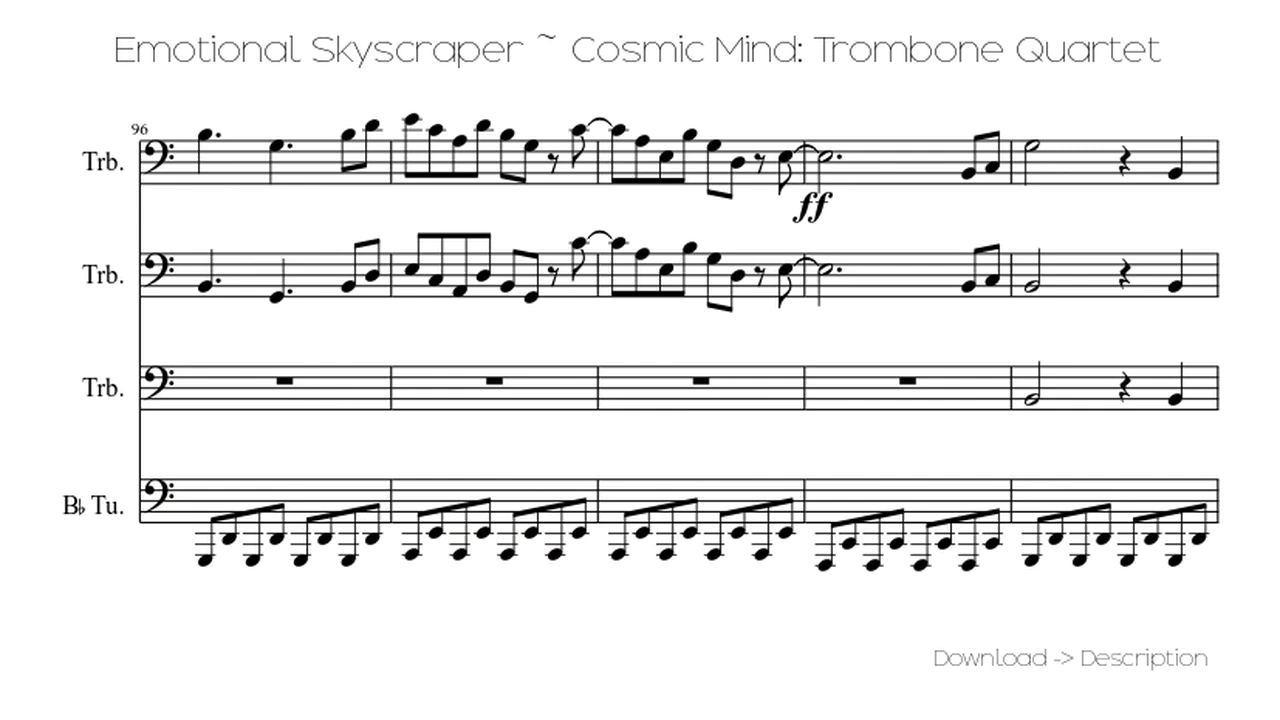 Emotional Skyscraper ~ Cosmic Mind: Trombone Quartet
96
Trb.
ff
Trb.
Trb.
B♭ Tu.
Download -> Description